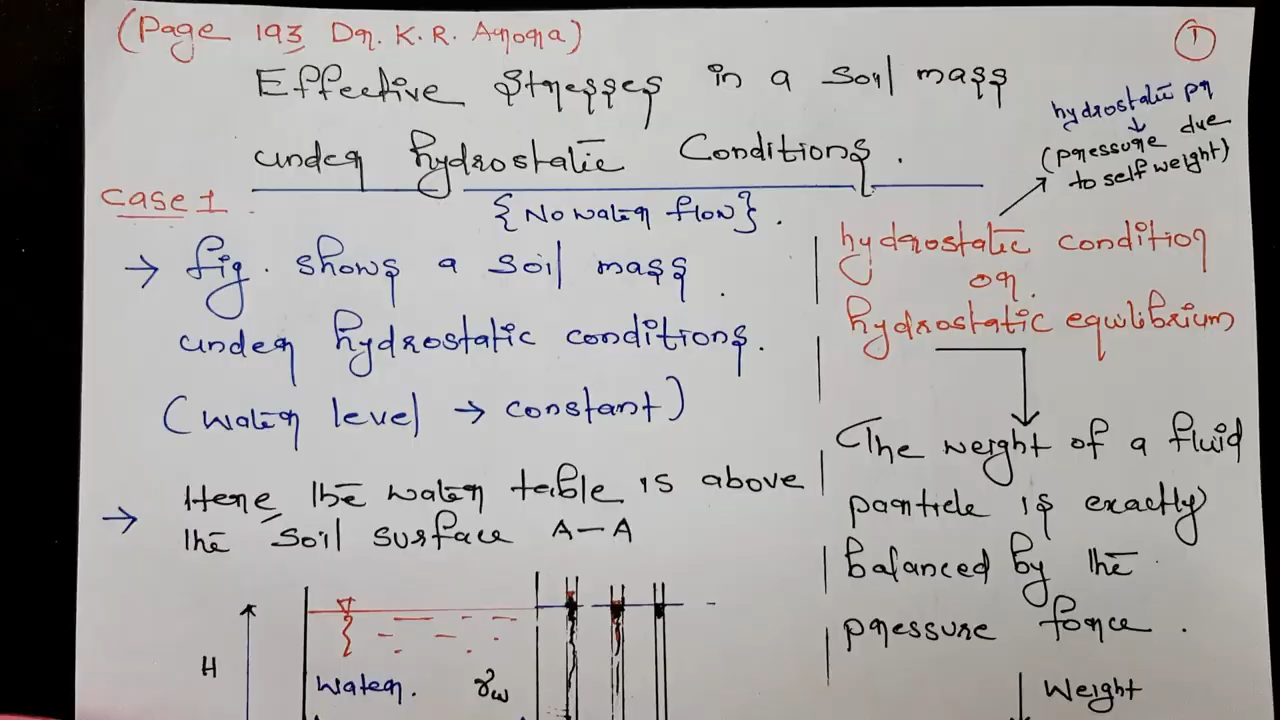 (Page 193 Dr. K. R. Arora)
1
Effective stresses in a soil mass
under hydrostatic Conditions.
{No water flow}.
Case 1
→ fig. shows a soil mass
under hydrostatic conditions.
(water level → constant)
→ Here, the water table is above
the soil surface A-A
H
water.
γw
hydrostatic pr
↓
(pressure due
to self weight)
hydrostatic condition
or
hydrostatic equilibrium
The weight of a fluid
particle is exactly
balanced by the
pressure force.
Weight